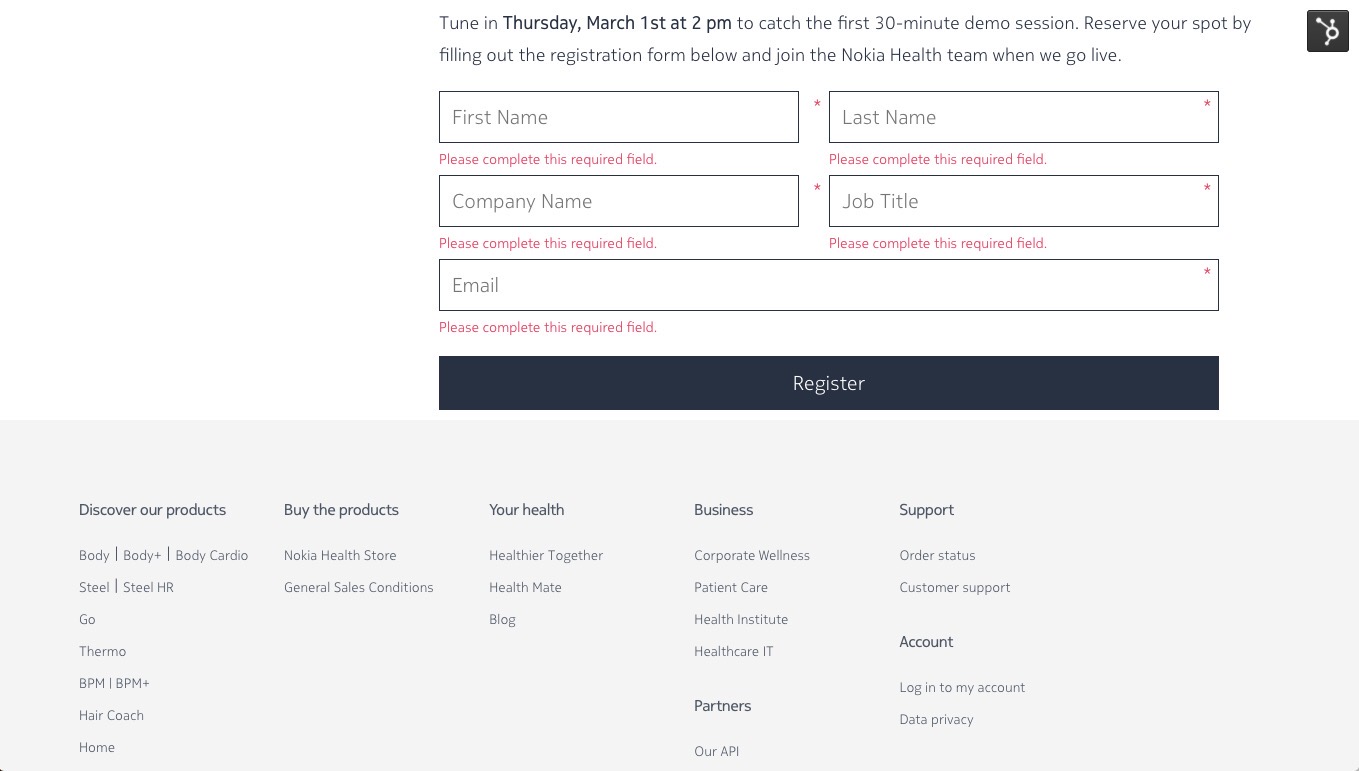 Tune in Thursday, March 1st at 2 pm to catch the first 30-minute demo session. Reserve your spot by
filling out the registration form below and join the Nokia Health team when we go live.
First Name * Last Name *
Please complete this required field. Please complete this required field.
Company Name * Job Title *
Please complete this required field. Please complete this required field.
Email *
Please complete this required field.
Register
Discover our products
Body | Body+ | Body Cardio
Steel | Steel HR
Go
Thermo
BPM | BPM+
Hair Coach
Home
Buy the products
Nokia Health Store
General Sales Conditions
Your health
Healthier Together
Health Mate
Blog
Business
Corporate Wellness
Patient Care
Health Institute
Healthcare IT
Partners
Our API
Support
Order status
Customer support
Account
Log in to my account
Data privacy